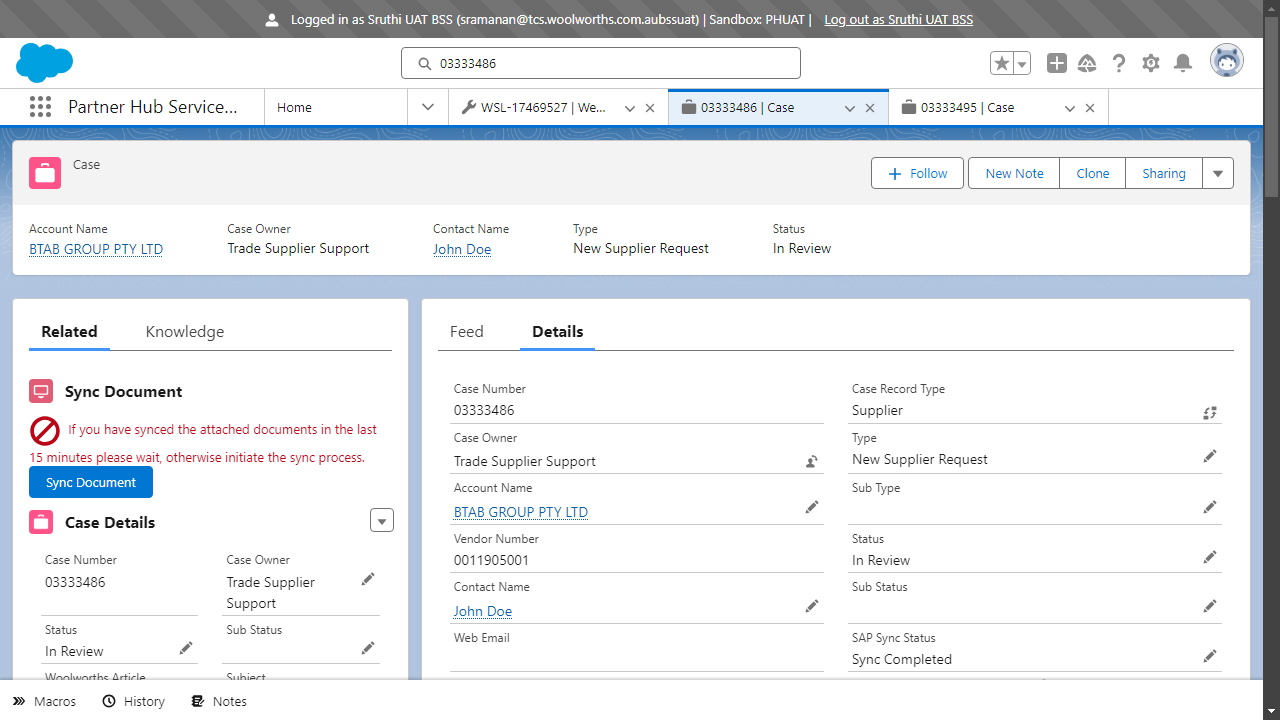 Logged in as Sruthi UAT BSS (sramanan@tcs.woolworths.com.aubssuat) | Sandbox: PHUAT | Log out as Sruthi UAT BSS
03333486
Partner Hub Service... Home WSL-17469527 | We... 03333486 | Case 03333495 | Case
Case
Follow New Note Clone Sharing
Account Name Case Owner Contact Name Type Status
BTAB GROUP PTY LTD Trade Supplier Support John Doe New Supplier Request In Review
Related Knowledge
Sync Document
If you have synced the attached documents in the last
15 minutes please wait, otherwise initiate the sync process.
Sync Document
Case Details
Case Number Case Owner
03333486 Trade Supplier
Support
Status Sub Status
In Review
Woolworths Article Subject
Feed Details
Case Number Case Record Type
03333486 Supplier
Case Owner Type
Trade Supplier Support New Supplier Request
Account Name Sub Type
BTAB GROUP PTY LTD
Vendor Number Status
0011905001 In Review
Contact Name Sub Status
John Doe
Web Email SAP Sync Status
Sync Completed
Macros History Notes